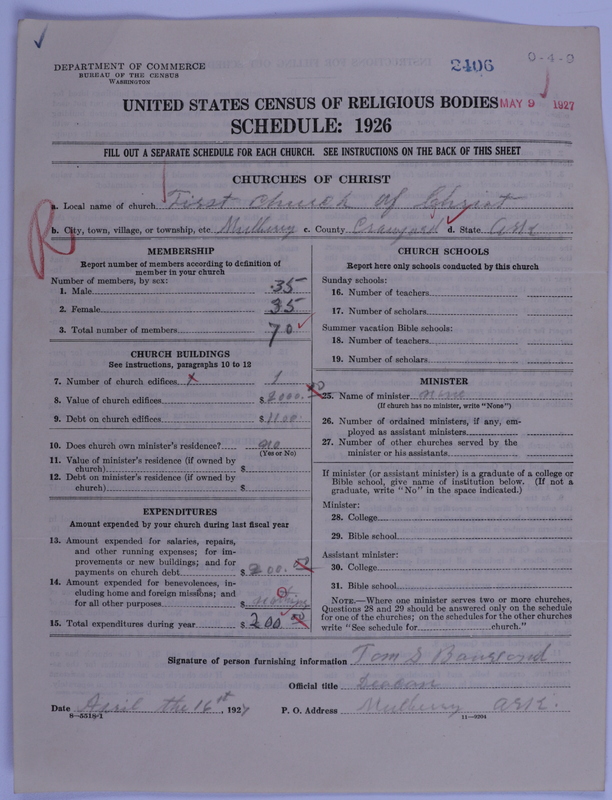 2406
0-4-9
DEPARTMENT OF COMMERCE
BUREAU OF THE CENSUS
WASHINGTON
UNITED STATES CENSUS OF RELIGIOUS BODIES MAY 9 1927
SCHEDULE: 1926
FILL OUT A SEPARATE SCHEDULE FOR EACH CHURCH. SEE INSTRUCTIONS ON THE BACK OF THIS SHEET
CHURCHES OF CHRIST
a. Local name of church First Church Of Christ
b. City, town, village, or township, etc. Mulberry c. County Crawford d. State Ark
R
MEMBERSHIP
Report number of members according to definition of
member in your church
Number of members, by sex:
1. Male 35
2. Female 35
3. Total number of members 70
CHURCH BUILDINGS
See instructions, paragraphs 10 to 12
7. Number of church edifices x 1
8. Value of church edifices $ 2000.
9. Debt on church edifices $ 1100.
10. Does church own minister's residence? no
(Yes or No)
11. Value of minister's residence (if owned by
church) $
12. Debt on minister's residence (if owned by
church) $
EXPENDITURES
Amount expended by your church during last fiscal year
13. Amount expended for salaries, repairs,
and other running expenses; for im-
provements or new buildings; and for
payments on church debt $ 200.00
14. Amount expended for benevolences, in-
cluding home and foreign missions; and
for all other purposes $ 0
15. Total expenditures during year $ 200 00
CHURCH SCHOOLS
Report here only schools conducted by this church
Sunday schools:
16. Number of teachers
17. Number of scholars
Summer vacation Bible schools:
18. Number of teachers
19. Number of scholars
MINISTER
25. Name of minister none
(If church has no minister, write "None")
26. Number of ordained ministers, if any, em-
ployed as assistant ministers
27. Number of other churches served by the
minister or his assistants
If minister (or assistant minister) is a graduate of a college or
Bible school, give name of institution below. (If not a
graduate, write "No" in the space indicated.)
Minister:
28. College
29. Bible school
Assistant minister:
30. College
31. Bible school
NOTE.—Where one minister serves two or more churches,
Questions 28 and 29 should be answered only on the schedule
for one of the churches; on the schedules for the other churches
write "See schedule for church."
Signature of person furnishing information Tom S
Official title Deacon
Date April the 16st, 1927 P. O. Address Mulberry Ark.
8—5518-1 11—9204